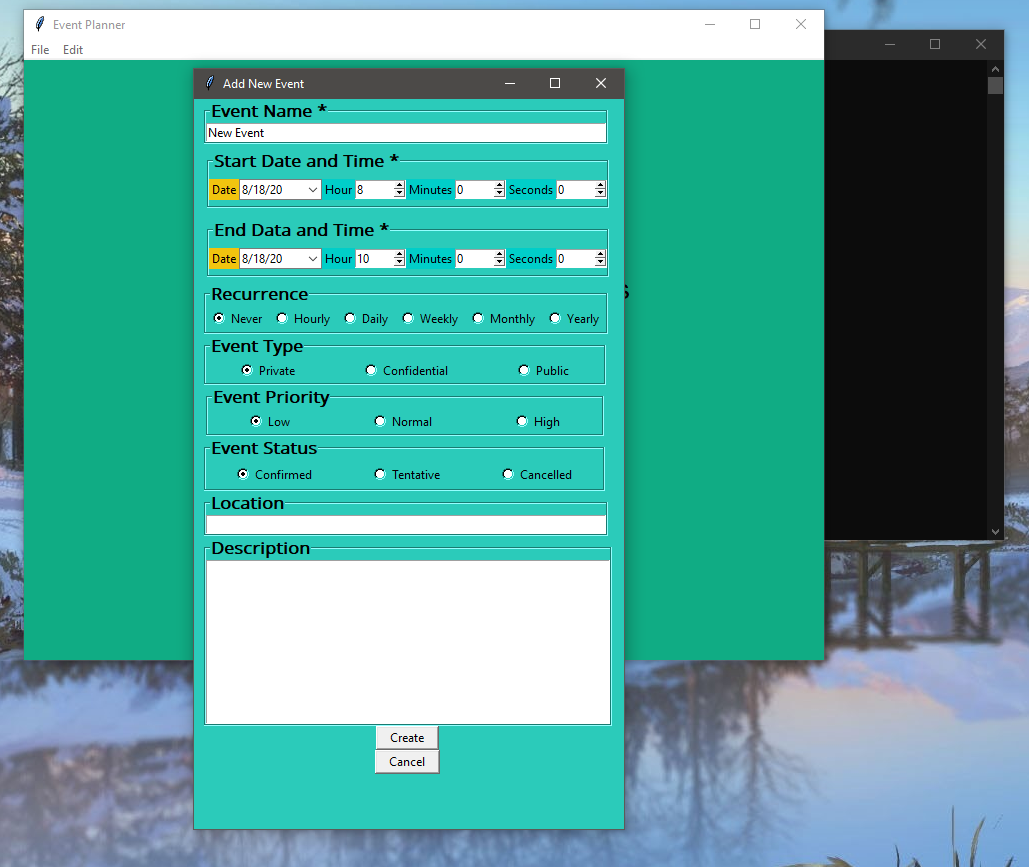 Event Planner
File Edit
Add New Event
Event Name *
New Event
Start Date and Time *
Date 8/18/20 Hour 8 Minutes 0 Seconds 0
End Data and Time *
Date 8/18/20 Hour 10 Minutes 0 Seconds 0
Recurrence
Never Hourly Daily Weekly Monthly Yearly
Event Type
Private Confidential Public
Event Priority
Low Normal High
Event Status
Confirmed Tentative Cancelled
Location
Description
Create
Cancel